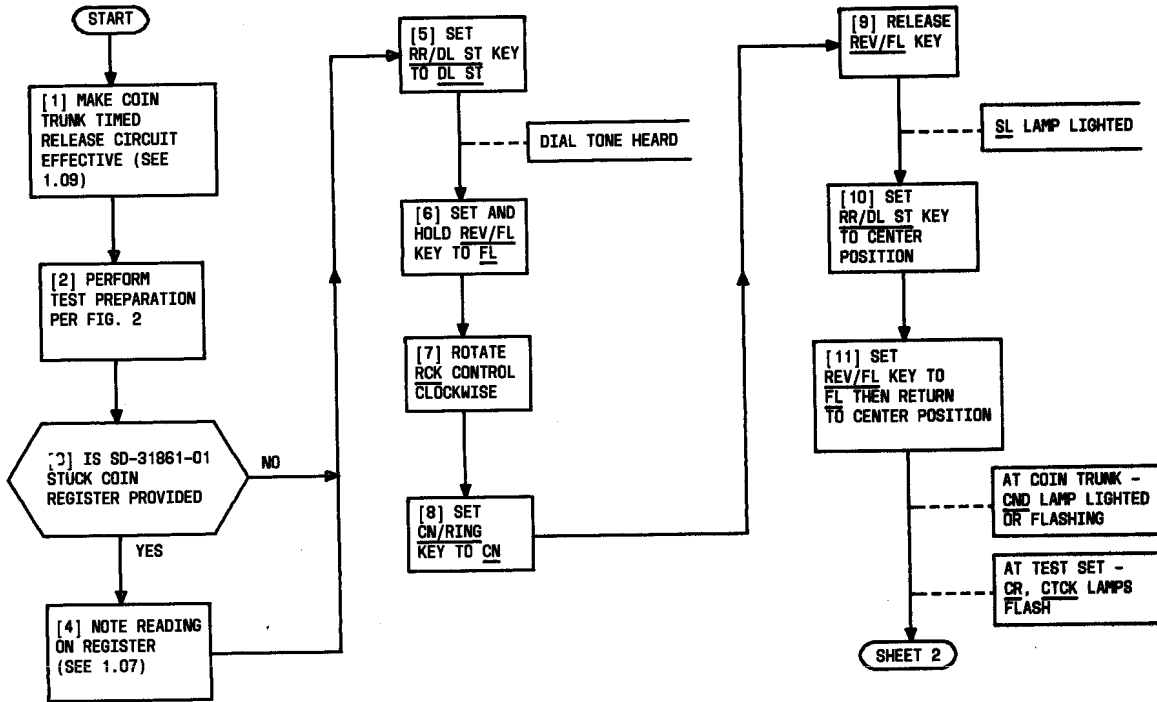 START
[1] MAKE COIN
TRUNK TIMED
RELEASE CIRCUIT
EFFECTIVE (SEE
1.09)
[2] PERFORM
TEST PREPARATION
PER FIG. 2
[3] IS SD-31861-01
STUCK COIN
REGISTER PROVIDED
NO
YES
[4] NOTE READING
ON REGISTER
(SEE 1.07)
[5] SET
RR/DL ST KEY
TO DL ST
DIAL TONE HEARD
[6] SET AND
HOLD REV/FL
KEY TO FL
[7] ROTATE
RCK CONTROL
CLOCKWISE
[8] SET
CN/RING
KEY TO CN
[9] RELEASE
REV/FL KEY
SL LAMP LIGHTED
[10] SET
RR/DL ST KEY
TO CENTER
POSITION
[11] SET
REV/FL KEY TO
FL THEN RETURN
TO CENTER POSITION
AT COIN TRUNK -
CND LAMP LIGHTED
OR FLASHING
AT TEST SET -
CR, CTCK LAMPS
FLASH
SHEET 2